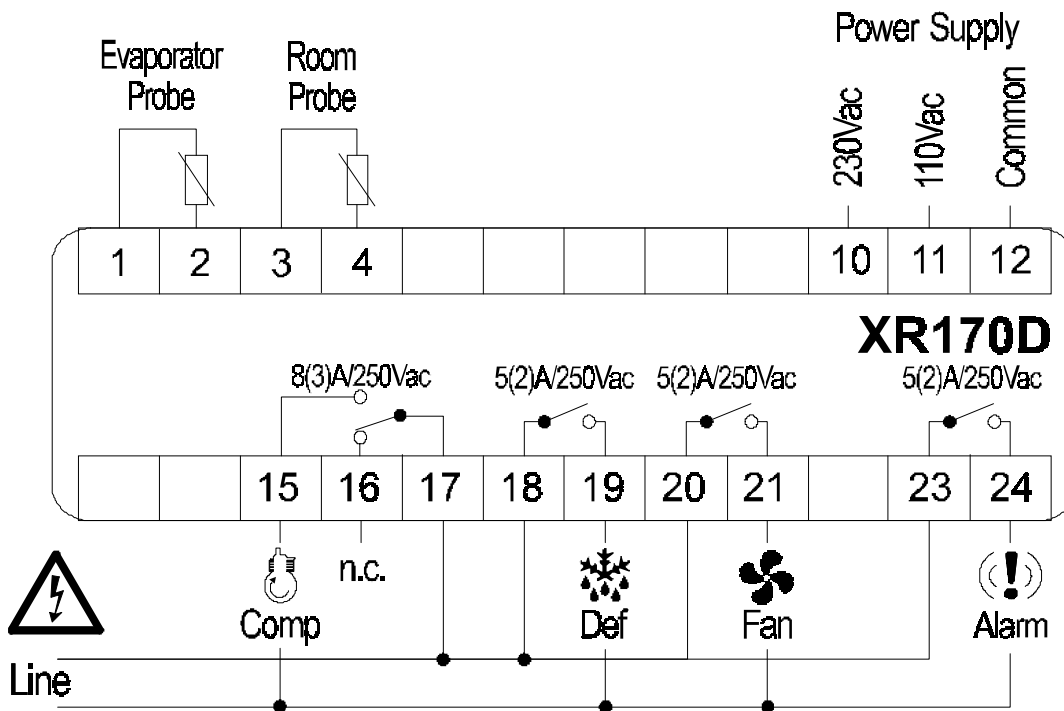 Power Supply
Evaporator
Probe
Room
Probe
230Vac
110Vac
Common
1 2 3 4 10 11 12
XR170D
8(3)A/250Vac 5(2)A/250Vac 5(2)A/250Vac 5(2)A/250Vac
15 16 17 18 19 20 21 23 24
n.c.
Comp Def Fan Alarm
Line